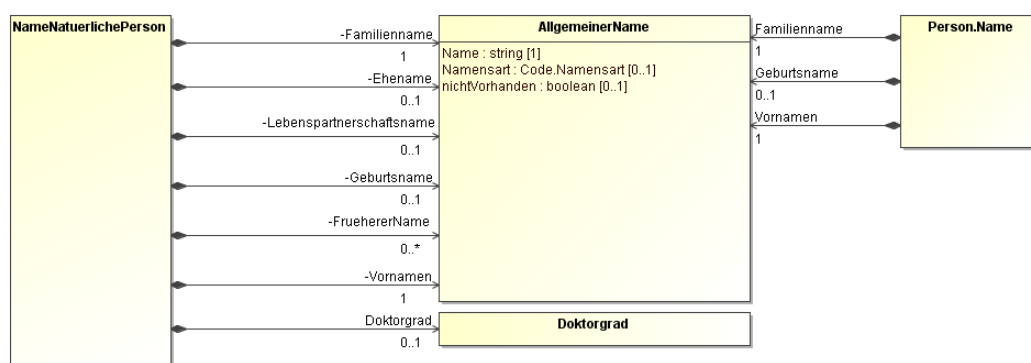 NameNatuerlichePerson
-Familienname
1
-Ehename
0..1
-Lebenspartnerschaftsname
0..1
-Geburtsname
0..1
-FruehererName
0..*
-Vornamen
1
Doktorgrad
0..1
AllgemeinerName
Name : string [1]
Namensart : Code.Namensart [0..1]
nichtVorhanden : boolean [0..1]
Doktorgrad
Familienname
1
Geburtsname
0..1
Vornamen
1
Person.Name